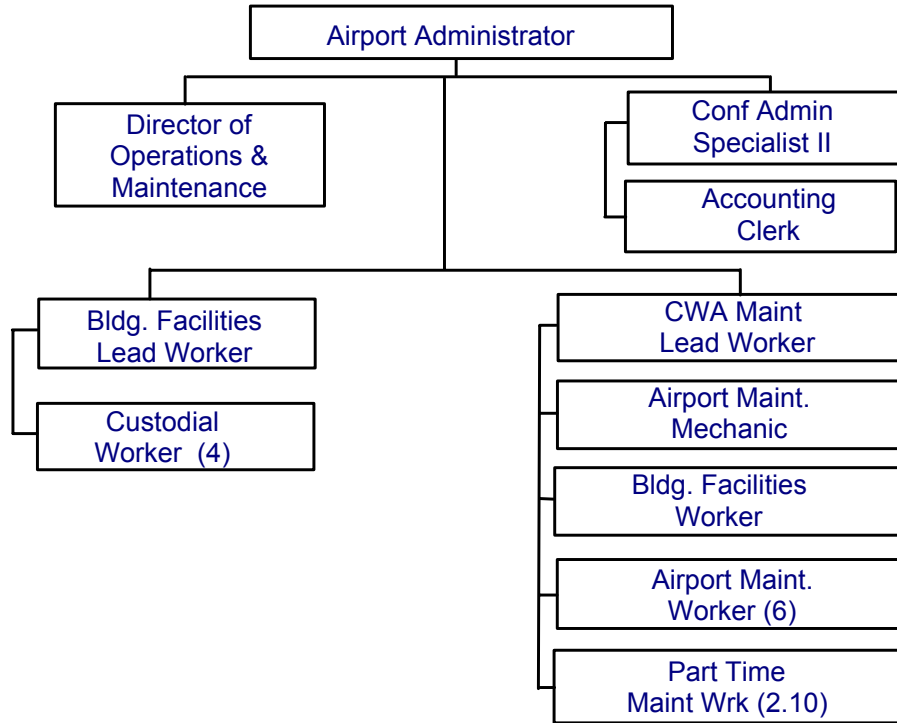 Airport Administrator
Director of
Operations &
Maintenance
Conf Admin
Specialist II
Accounting
Clerk
Bldg. Facilities
Lead Worker
Custodial
Worker (4)
CWA Maint
Lead Worker
Airport Maint.
Mechanic
Bldg. Facilities
Worker
Airport Maint.
Worker (6)
Part Time
Maint Wrk (2.10)